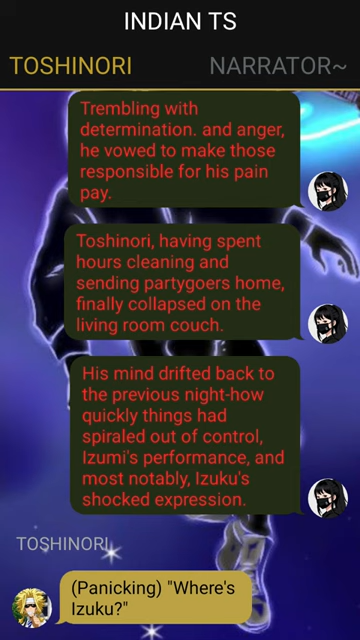 INDIAN TS
TOSHINORI NARRATOR~
Trembling with
determination. and anger,
he vowed to make those
responsible for his pain
pay.
Toshinori, having spent
hours cleaning and
sending partygoers home,
finally collapsed on the
living room couch.
His mind drifted back to
the previous night-how
quickly things had
spiraled out of control,
Izumi's performance, and
most notably, Izuku's
shocked expression.
TOSHINORI
(Panicking) "Where's
Izuku?"